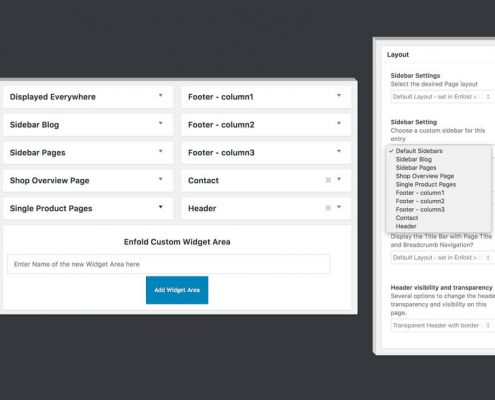 Displayed Everywhere
Footer - column1
Sidebar Blog
Footer - column2
Sidebar Pages
Footer - column3
Shop Overview Page
Contact
Single Product Pages
Header
Enfold Custom Widget Area
Enter Name of the new Widget Area here
Add Widget Area
Layout
Sidebar Settings
Select the desired Page layout
Default Layout - set in Enfold >
Sidebar Setting
Choose a custom sidebar for this
entry
✓ Default Sidebars
Sidebar Blog
Sidebar Pages
Shop Overview Page
Single Product Pages
Footer - column1
Footer - column2
Footer - column3
Contact
Header
Display the Title Bar with Page Title
and Breadcrumb Navigation?
Default Layout - set in Enfold >
Header visibility and transparency
Several options to change the header
transparency and visibility on this
page.
Transparent Header with border